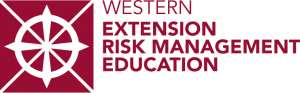 WESTERN
EXTENSION
RISK MANAGEMENT
EDUCATION